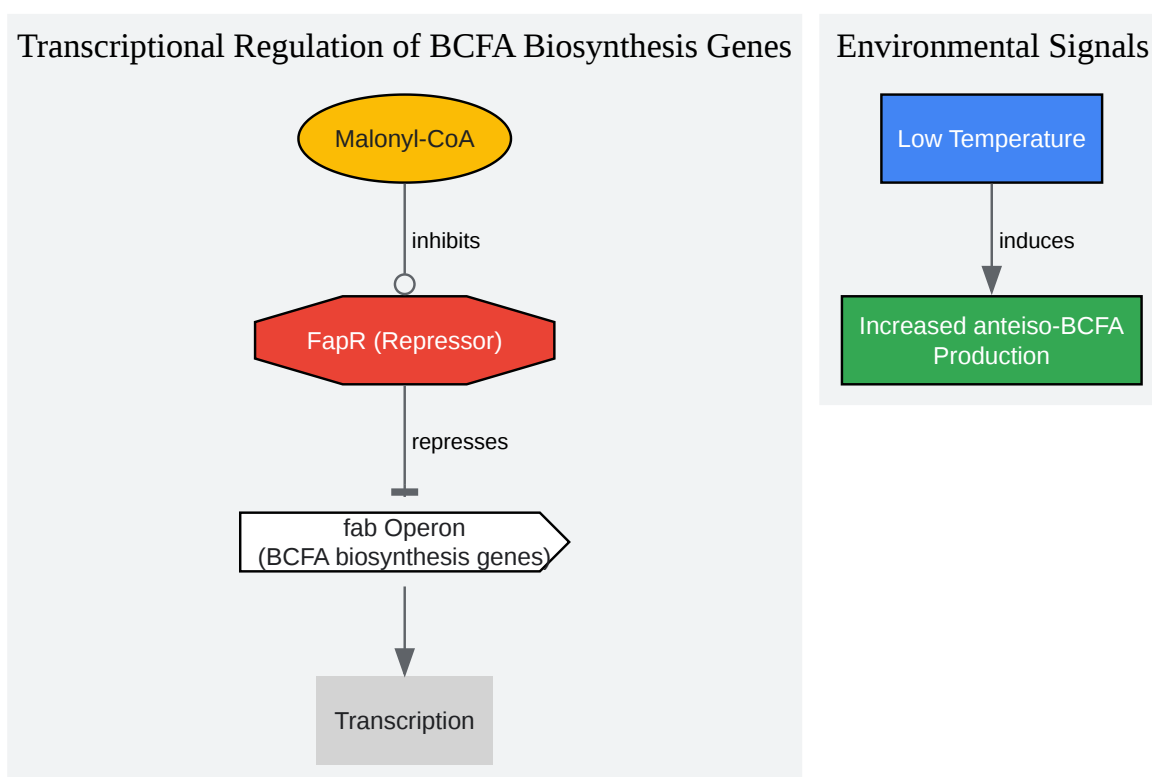 Transcriptional Regulation of BCFA Biosynthesis Genes
Malonyl-CoA
inhibits
FapR (Repressor)
represses
fab Operon
(BCFA biosynthesis genes)
Transcription
Environmental Signals
Low Temperature
induces
Increased anteiso-BCFA
Production